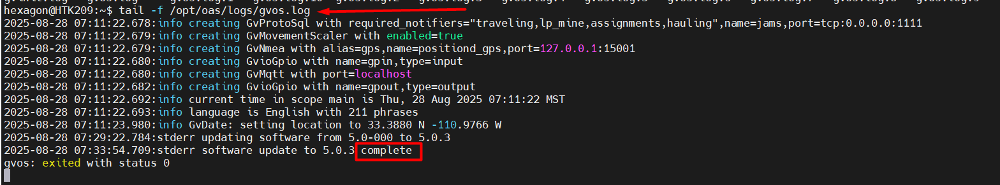 hexagon@HTK209:~$ tail -f /opt/oas/logs/gvos.log
2025-08-28 07:11:22.678:info creating GvProtoSql with required_notifiers="traveling,lp_mine,assignments,hauling",name=jams,port=tcp:0.0.0.0:1111
2025-08-28 07:11:22.679:info creating GvMovementScaler with enabled=true
2025-08-28 07:11:22.679:info creating GvNmea with alias=gps,name=positiond_gps,port=127.0.0.1:15001
2025-08-28 07:11:22.680:info creating GvioGpio with name=gpin,type=input
2025-08-28 07:11:22.680:info creating GvMqtt with port=localhost
2025-08-28 07:11:22.682:info creating GvioGpio with name=gpout,type=output
2025-08-28 07:11:22.692:info current time in scope main is Thu, 28 Aug 2025 07:11:22 MST
2025-08-28 07:11:22.693:info language is English with 211 phrases
2025-08-28 07:11:23.980:info GvDate: setting location to 33.3880 N -110.9766 W
2025-08-28 07:29:22.784:stderr updating software from 5.0-000 to 5.0.3
2025-08-28 07:33:54.709:stderr software update to 5.0.3 complete
gvos: exited with status 0